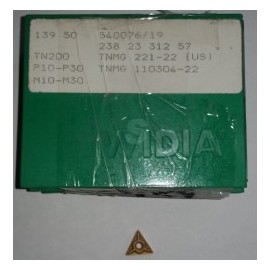 139 50 340076/19
238 23 312 57
TN200 TNMG 221-22 (US)
P10-P30 TNMG 110304-22
M10-M30
WIDIA